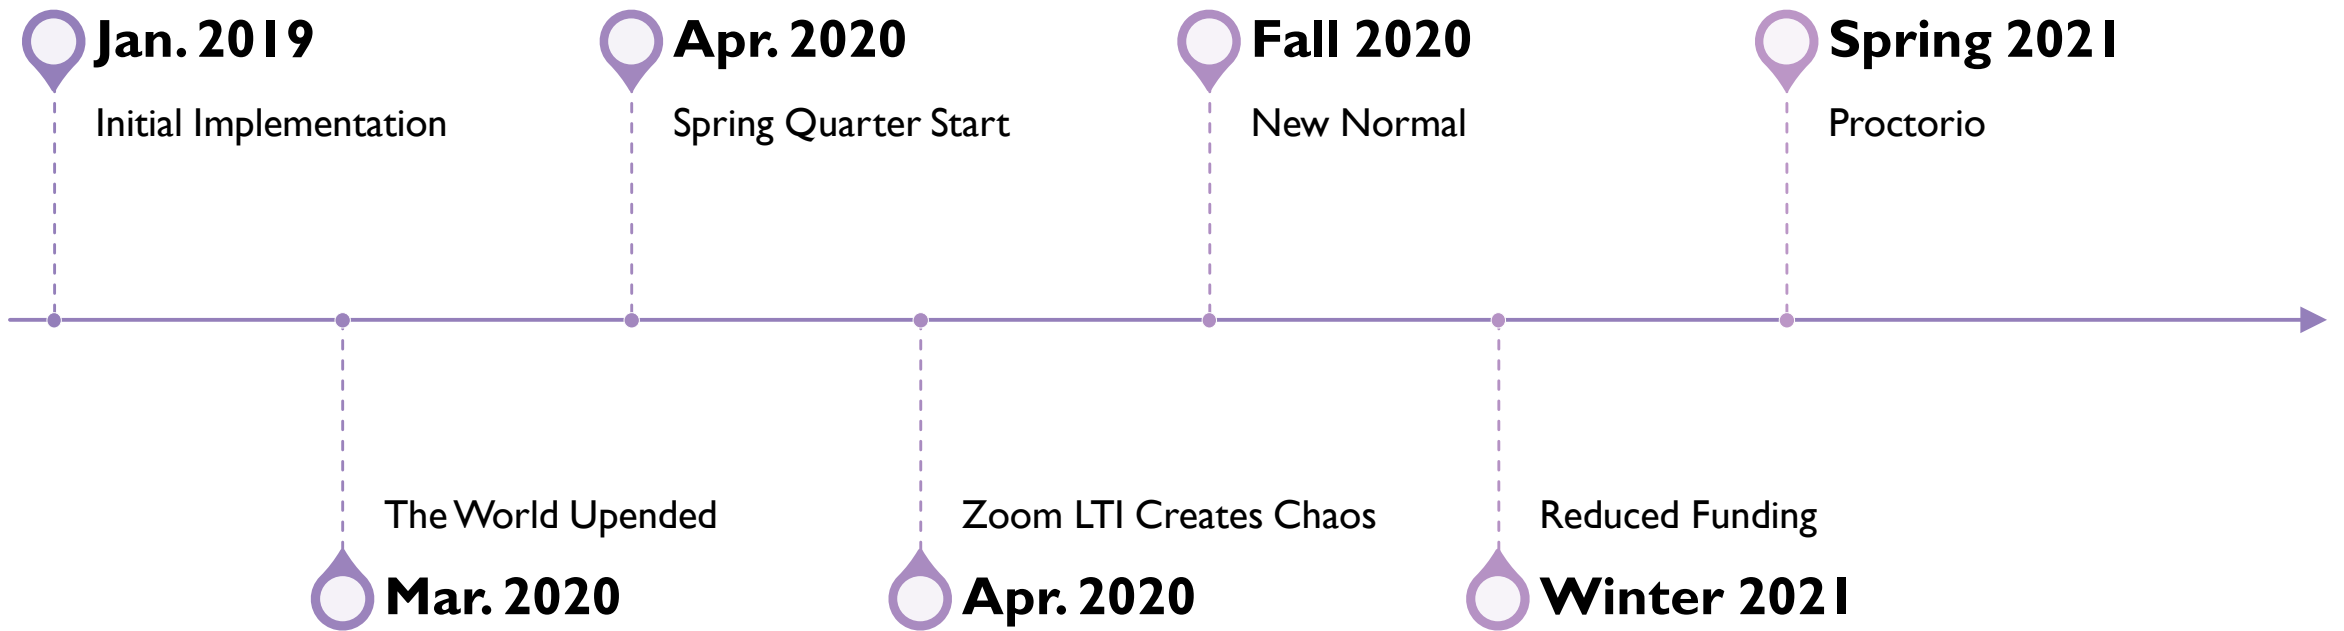 Jan. 2019
Initial Implementation
The World Upended
Mar. 2020
Apr. 2020
Spring Quarter Start
Zoom LTI Creates Chaos
Apr. 2020
Fall 2020
New Normal
Reduced Funding
Winter 2021
Spring 2021
Proctorio